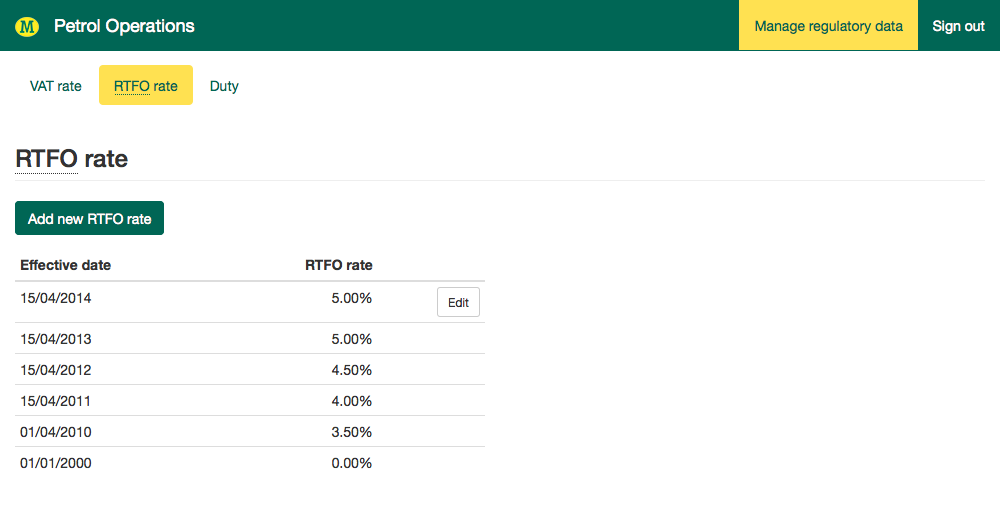 M Petrol Operations Manage regulatory data Sign out
VAT rate RTFO rate Duty
RTFO rate
Add new RTFO rate
Effective date RTFO rate
15/04/2014 5.00% Edit
15/04/2013 5.00%
15/04/2012 4.50%
15/04/2011 4.00%
01/04/2010 3.50%
01/01/2000 0.00%